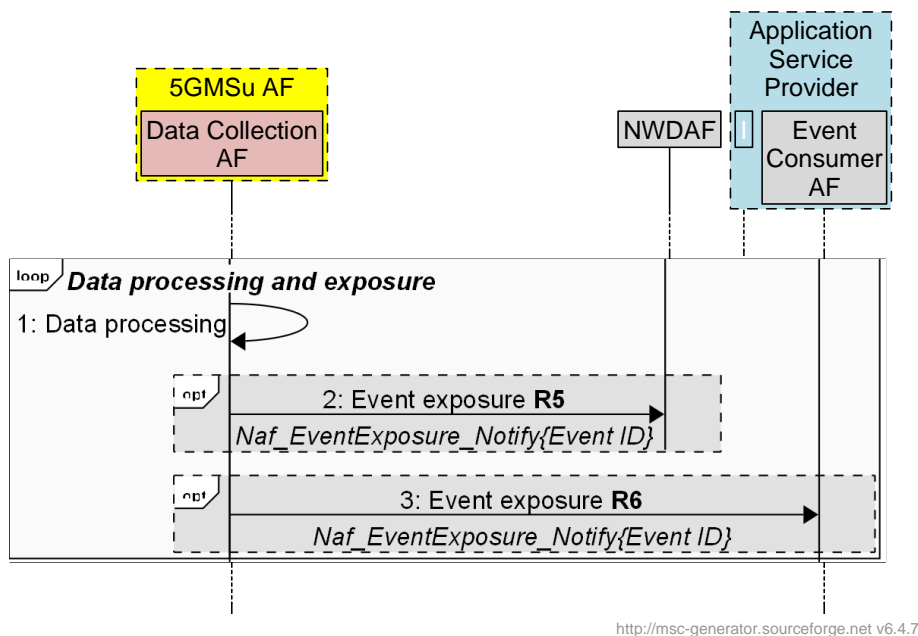 Application
Service
Provider
5GMSu AF
Data Collection
AF
NWDAF
I
Event
Consumer
AF
loop
Data processing and exposure
1: Data processing
opt
2: Event exposure R5
Naf_EventExposure_Notify{Event ID}
opt
3: Event exposure R6
Naf_EventExposure_Notify{Event ID}
http://msc-generator.sourceforge.net v6.4.7